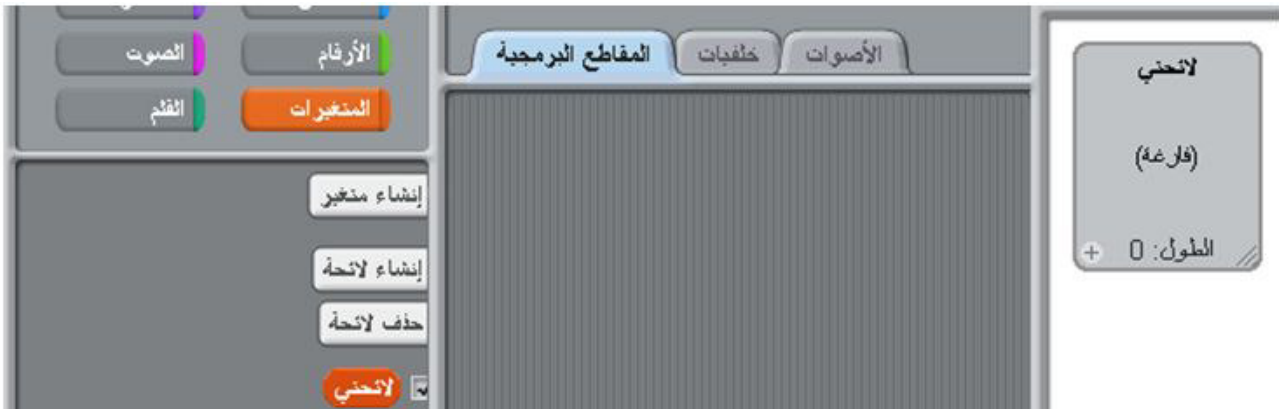 لائحتي
(فارغة)
الطول: 0
+
الأصوات
خلفيات
المقاطع البرمجية
الأرقام
الصوت
المتغيرات
القلم
إنشاء متغير
إنشاء لائحة
حذف لائحة
لائحتي